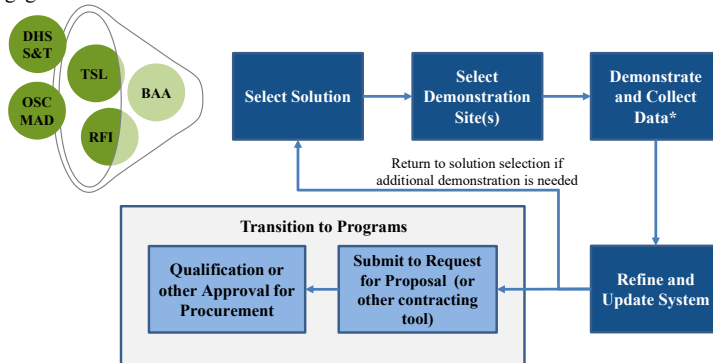 DHS
S&T
TSL
BAA
OSC
MAD
RFI
Select Solution
Select
Demonstration
Site(s)
Demonstrate
and Collect
Data*
Return to solution selection if
additional demonstration is needed
Transition to Programs
Qualification or
other Approval for
Procurement
Submit to Request
for Proposal (or
other contracting
tool)
Refine and
Update System